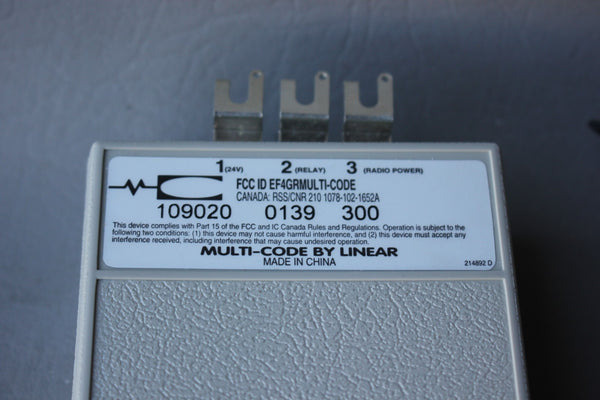 1 (24V) 2 (RELAY) 3 (RADIO POWER)
FCC ID EF4GRMULTI-CODE
CANADA: RSS/CNR 210 1078-102-1652A
109020 0139 300
This device complies with Part 15 of the FCC and IC Canada Rules and Regulations. Operation is subject to the
following two conditions: (1) this device may not cause harmful interference, and (2) this device must accept any
interference received, including interference that may cause undesired operation.
MULTI-CODE BY LINEAR
MADE IN CHINA
214892 D